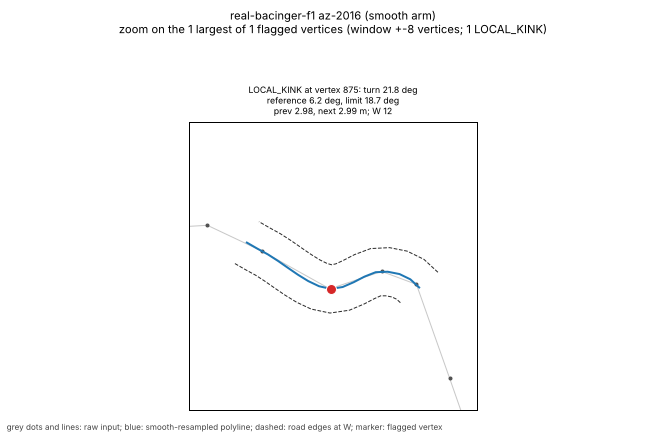 real-bacinger-f1 az-2016 (smooth arm)
zoom on the 1 largest of 1 flagged vertices (window +-8 vertices; 1 LOCAL_KINK)
LOCAL_KINK at vertex 875: turn 21.8 deg
reference 6.2 deg, limit 18.7 deg
prev 2.98, next 2.99 m; W 12
grey dots and lines: raw input; blue: smooth-resampled polyline; dashed: road edges at W; marker: flagged vertex